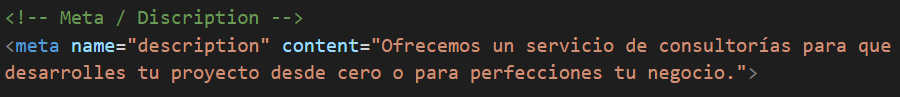 <!-- Meta / Discription -->
<meta name="description" content="Ofrecemos un servicio de consultorías para que
desarrolles tu proyecto desde cero o para perfecciones tu negocio.">